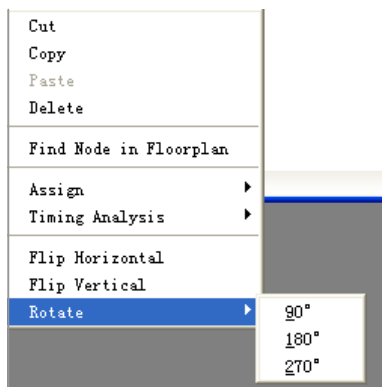 Cut
Copy
Paste
Delete
Find Node in Floorplan
Assign
Timing Analysis
Flip Horizontal
Flip Vertical
Rotate
90°
180°
270°